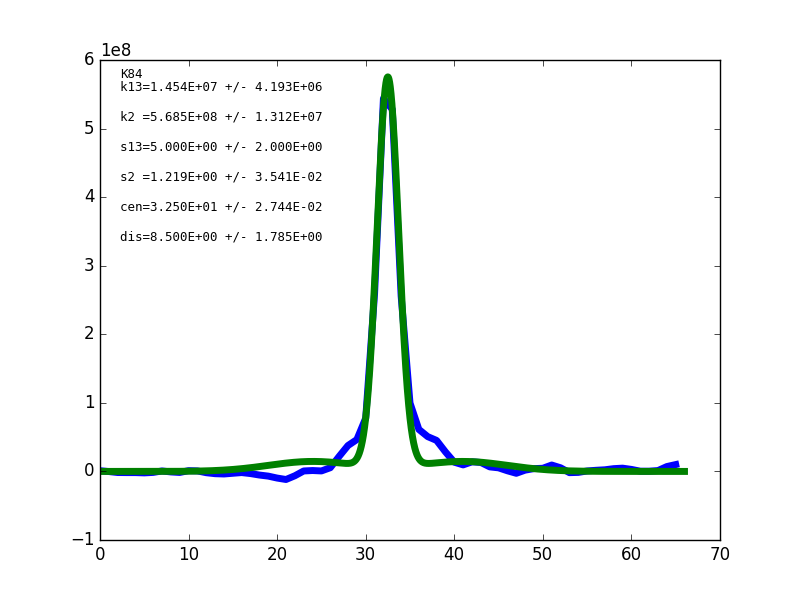 1e8
K84
k13=1.454E+07 +/- 4.193E+06
k2 =5.685E+08 +/- 1.312E+07
s13=5.000E+00 +/- 2.000E+00
s2 =1.219E+00 +/- 3.541E-02
cen=3.250E+01 +/- 2.744E-02
dis=8.500E+00 +/- 1.785E+00
6
5
4
3
2
1
0
−1
0 10 20 30 40 50 60 70